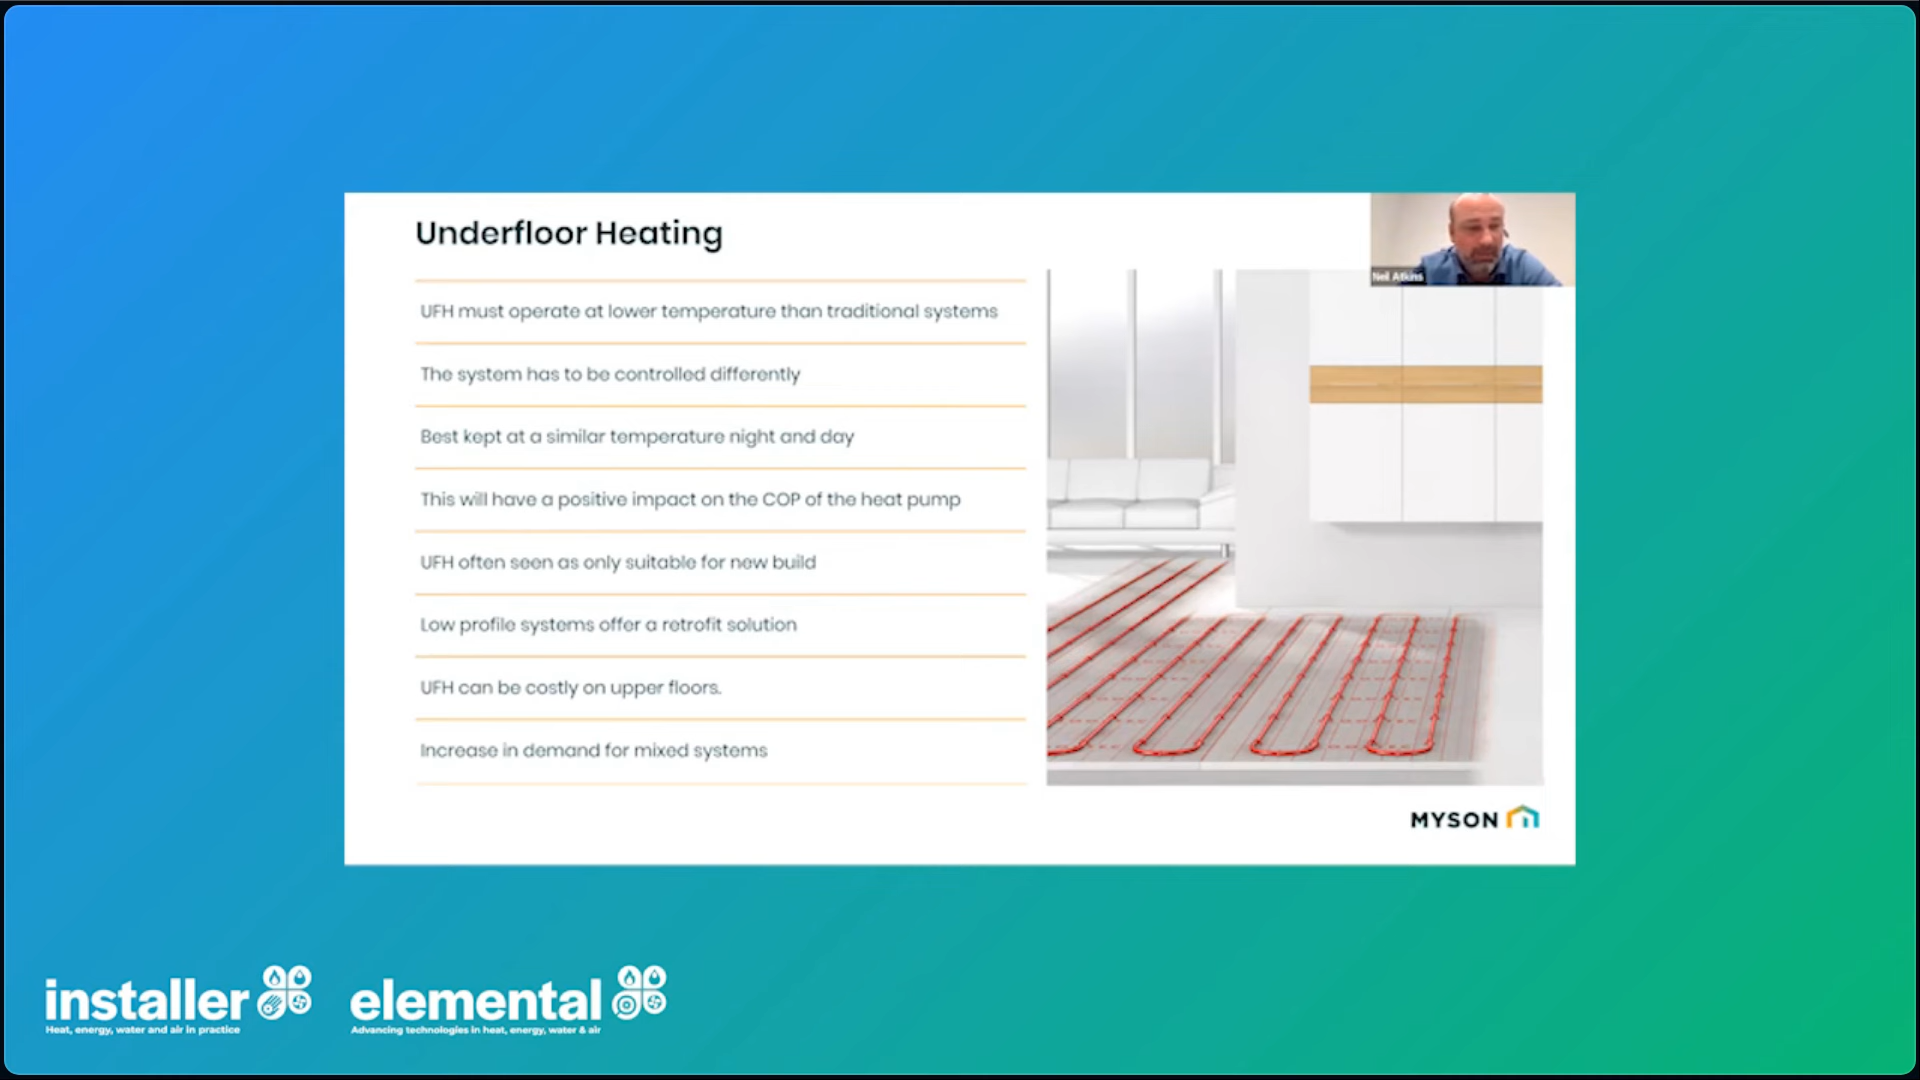 Underfloor Heating
Neil Atkins
UFH must operate at lower temperature than traditional systems
The system has to be controlled differently
Best kept at a similar temperature night and day
This will have a positive impact on the COP of the heat pump
UFH often seen as only suitable for new build
Low profile systems offer a retrofit solution
UFH can be costly on upper floors.
Increase in demand for mixed systems
MYSON
installer
Heat, energy, water and air in practice
elemental
Advancing technologies in heat, energy, water & air